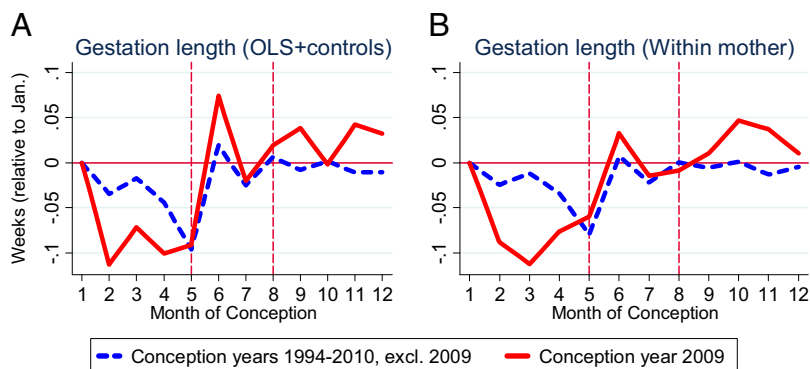 A
Gestation length (OLS+controls)
Weeks (relative to Jan.)
.1
.05
0
-.05
-.1
1 2 3 4 5 6 7 8 9 10 11 12
Month of Conception
B
Gestation length (Within mother)
.1
.05
0
-.05
-.1
1 2 3 4 5 6 7 8 9 10 11 12
Month of Conception
Conception years 1994-2010, excl. 2009 Conception year 2009